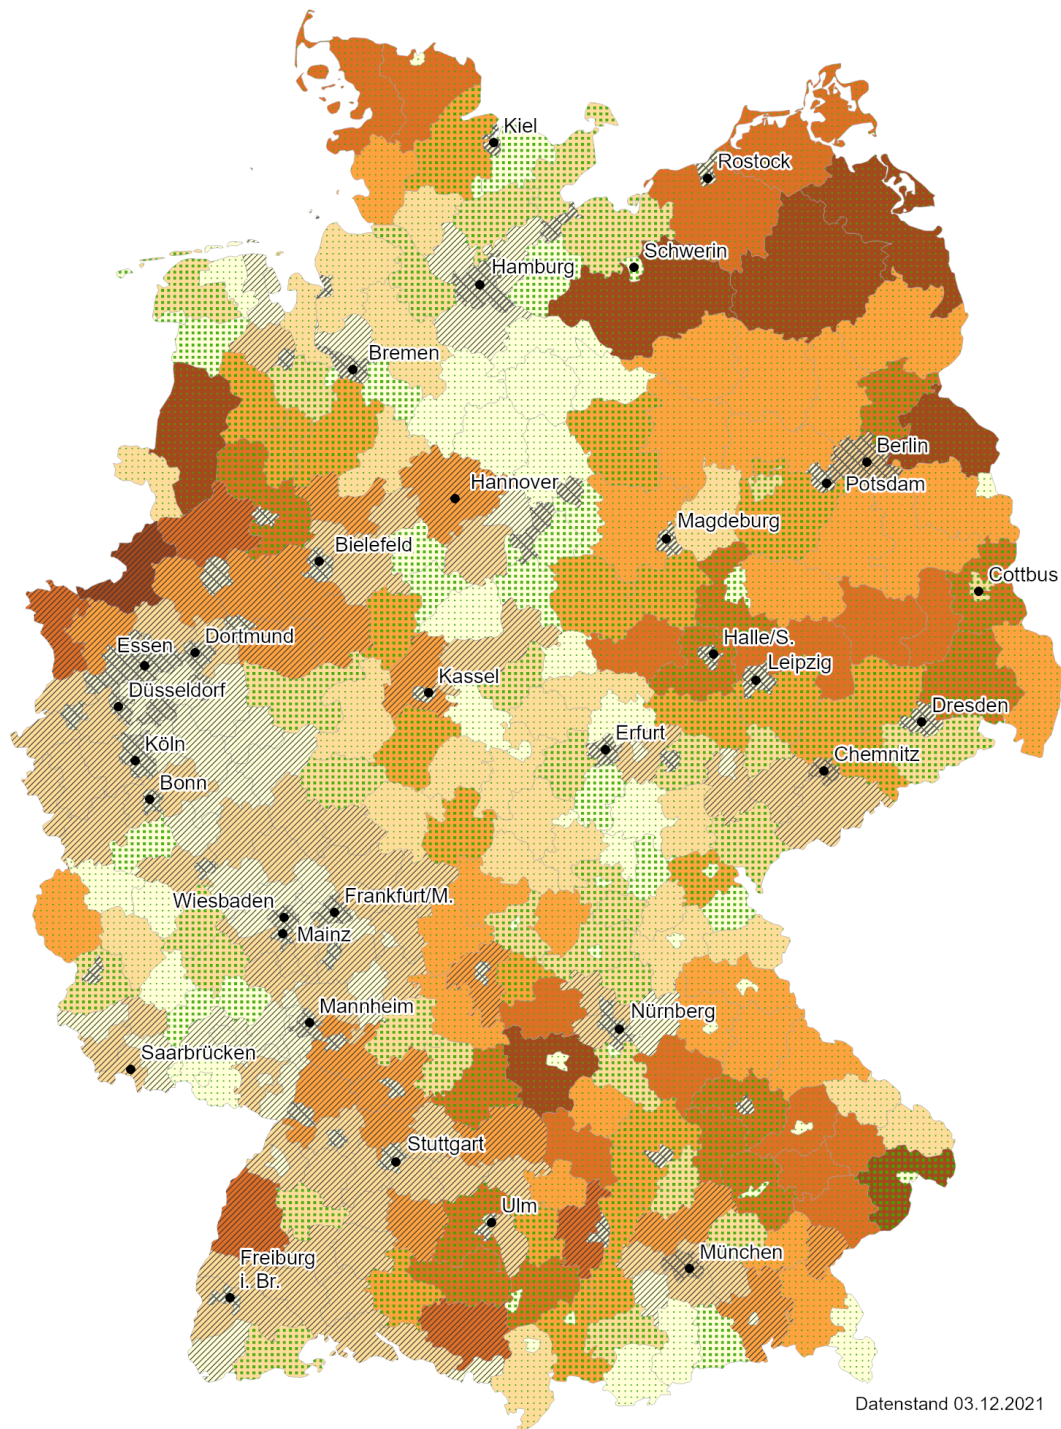 Kiel
Rostock
Schwerin
Hamburg
Bremen
Berlin
Potsdam
Hannover
Magdeburg
Bielefeld
Cottbus
Dortmund
Essen
Halle/S.
Leipzig
Kassel
Düsseldorf
Dresden
Erfurt
Köln
Chemnitz
Bonn
Frankfurt/M.
Wiesbaden
Mainz
Mannheim
Nürnberg
Saarbrücken
Stuttgart
Ulm
München
Freiburg
i. Br.
Datenstand 03.12.2021